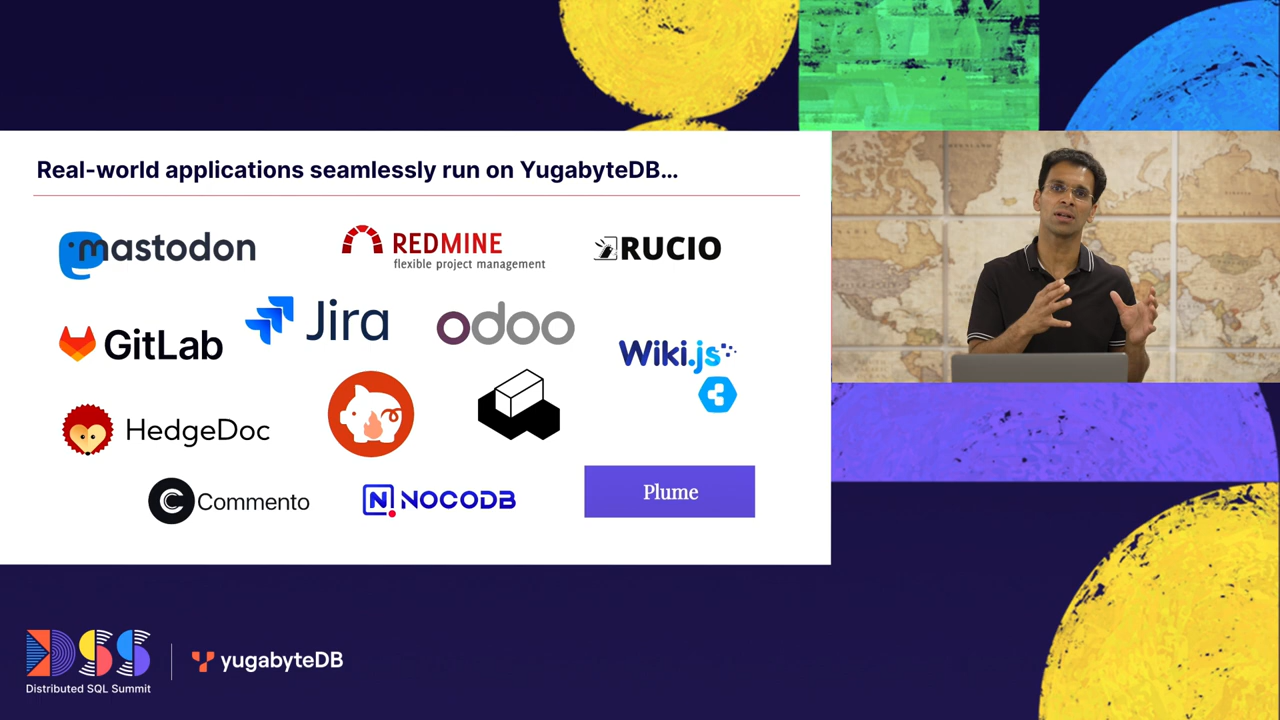 Real-world applications seamlessly run on YugabyteDB...
mastodon
REDMINE
flexible project management
RUCIO
GitLab
Jira
odoo
Wiki.js
HedgeDoc
Commento
NOCODB
Plume
DSS
Distributed SQL Summit
yugabyteDB